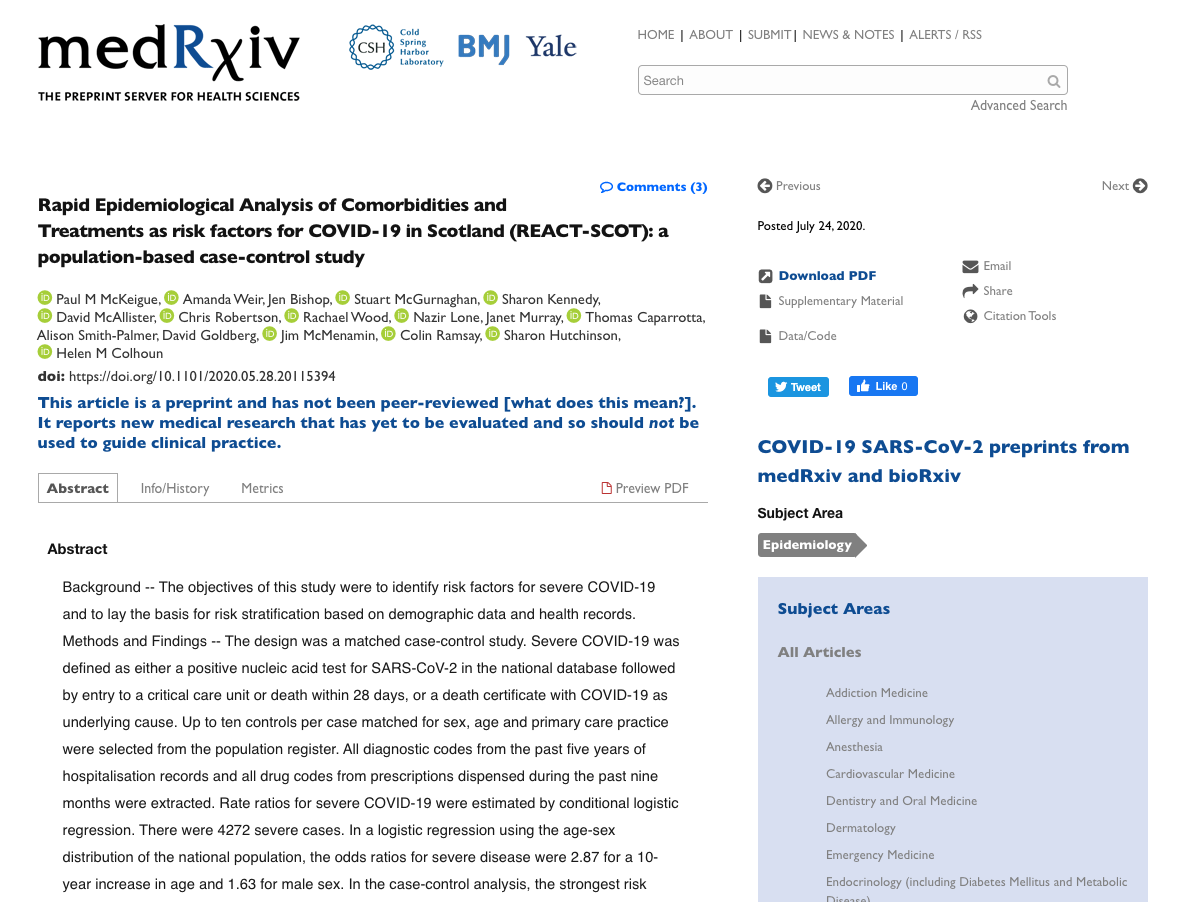 medRxiv
THE PREPRINT SERVER FOR HEALTH SCIENCES
CSH
Cold
Spring
Harbor
Laboratory
BMJ
Yale
HOME | ABOUT | SUBMIT | NEWS & NOTES | ALERTS / RSS
Search
Advanced Search
Comments (3)
Rapid Epidemiological Analysis of Comorbidities and
Treatments as risk factors for COVID-19 in Scotland (REACT-SCOT): a
population-based case-control study
iD Paul M McKeigue, iD Amanda Weir, Jen Bishop, iD Stuart McGurnaghan, iD Sharon Kennedy,
iD David McAllister, iD Chris Robertson, iD Rachael Wood, iD Nazir Lone, Janet Murray, iD Thomas Caparrotta,
Alison Smith-Palmer, David Goldberg, iD Jim McMenamin, iD Colin Ramsay, iD Sharon Hutchinson,
iD Helen M Colhoun
doi: https://doi.org/10.1101/2020.05.28.20115394
This article is a preprint and has not been peer-reviewed [what does this mean?].
It reports new medical research that has yet to be evaluated and so should not be
used to guide clinical practice.
Abstract
Info/History
Metrics
Preview PDF
Abstract
Background -- The objectives of this study were to identify risk factors for severe COVID-19
and to lay the basis for risk stratification based on demographic data and health records.
Methods and Findings -- The design was a matched case-control study. Severe COVID-19 was
defined as either a positive nucleic acid test for SARS-CoV-2 in the national database followed
by entry to a critical care unit or death within 28 days, or a death certificate with COVID-19 as
underlying cause. Up to ten controls per case matched for sex, age and primary care practice
were selected from the population register. All diagnostic codes from the past five years of
hospitalisation records and all drug codes from prescriptions dispensed during the past nine
months were extracted. Rate ratios for severe COVID-19 were estimated by conditional logistic
regression. There were 4272 severe cases. In a logistic regression using the age-sex
distribution of the national population, the odds ratios for severe disease were 2.87 for a 10-
year increase in age and 1.63 for male sex. In the case-control analysis, the strongest risk
Previous
Next
Posted July 24, 2020.
Download PDF
Supplementary Material
Data/Code
Email
Share
Citation Tools
Tweet
Like 0
COVID-19 SARS-CoV-2 preprints from
medRxiv and bioRxiv
Subject Area
Epidemiology
Subject Areas
All Articles
Addiction Medicine
Allergy and Immunology
Anesthesia
Cardiovascular Medicine
Dentistry and Oral Medicine
Dermatology
Emergency Medicine
Endocrinology (including Diabetes Mellitus and Metabolic
Disease)